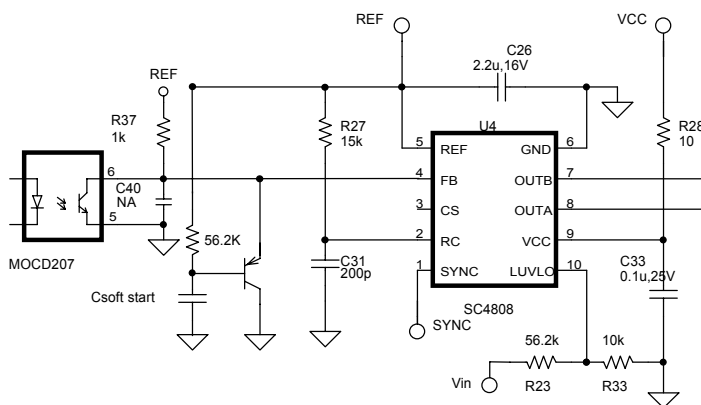 REF
VCC
C26
2.2u,16V
REF
R37
1k
R27
15k
U4
R28
10
5
REF
GND
6
6
4
FB
OUTB
7
C40
NA
3
CS
OUTA
8
5
56.2K
2
RC
VCC
9
MOCD207
C31
200p
1
SYNC
LUVLO
10
C33
0.1u,25V
Csoft start
SC4808
SYNC
56.2k
10k
Vin
R23
R33